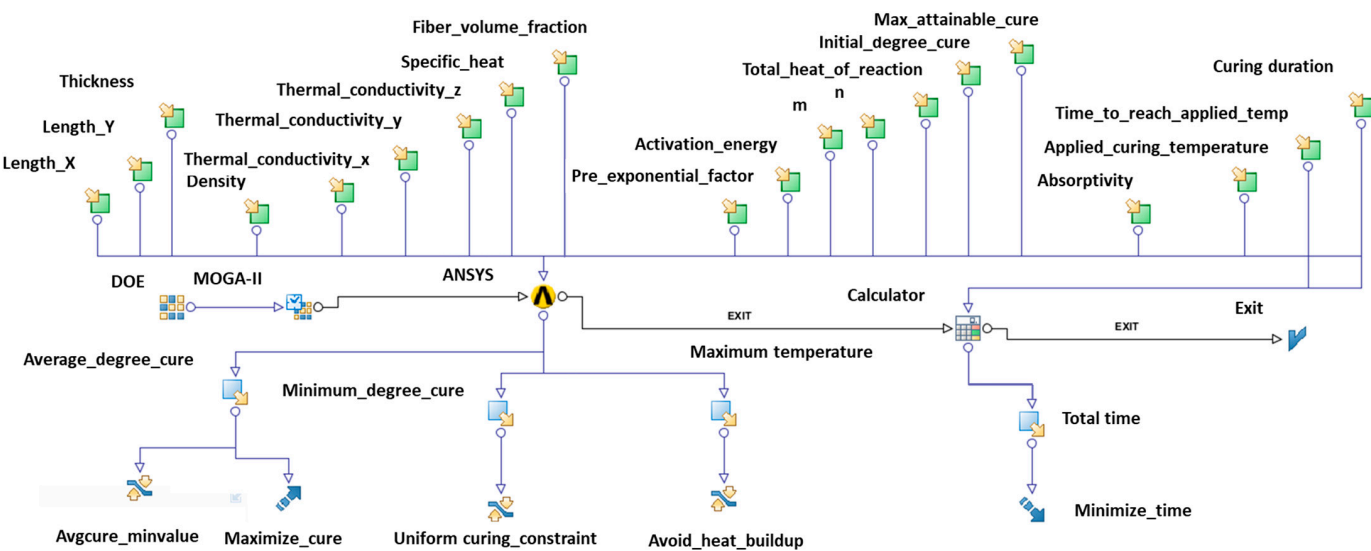 Max_attainable_cure
Fiber_volume_fraction
Initial_degree_cure
Specific_heat
Total_heat_of_reaction
Curing duration
Thickness
Thermal_conductivity_z
n
m
Time_to_reach_applied_temp
Length_Y
Thermal_conductivity_y
Activation_energy
Applied_curing_temperature
Length_X
Thermal_conductivity_x
Density
Pre_exponential_factor
Absorptivity
DOE
MOGA-II
ANSYS
Calculator
Exit
EXIT
EXIT
Average_degree_cure
Minimum_degree_cure
Maximum temperature
Total time
Avgcure_minvalue
Maximize_cure
Uniform curing_constraint
Avoid_heat_buildup
Minimize_time